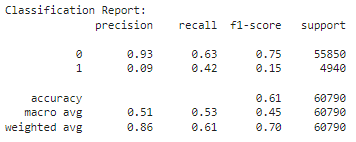 Classification Report:
precision recall f1-score support
0 0.93 0.63 0.75 55850
1 0.09 0.42 0.15 4940
accuracy 0.61 60790
macro avg 0.51 0.53 0.45 60790
weighted avg 0.86 0.61 0.70 60790